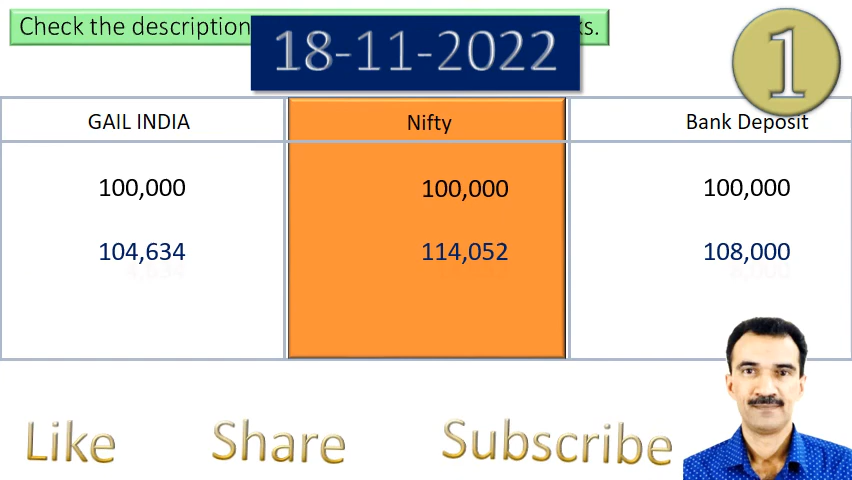 Check the description ks.
18-11-2022
1
GAIL INDIA Nifty Bank Deposit
100,000 100,000 100,000
104,634 114,052 108,000
Like Share Subscribe